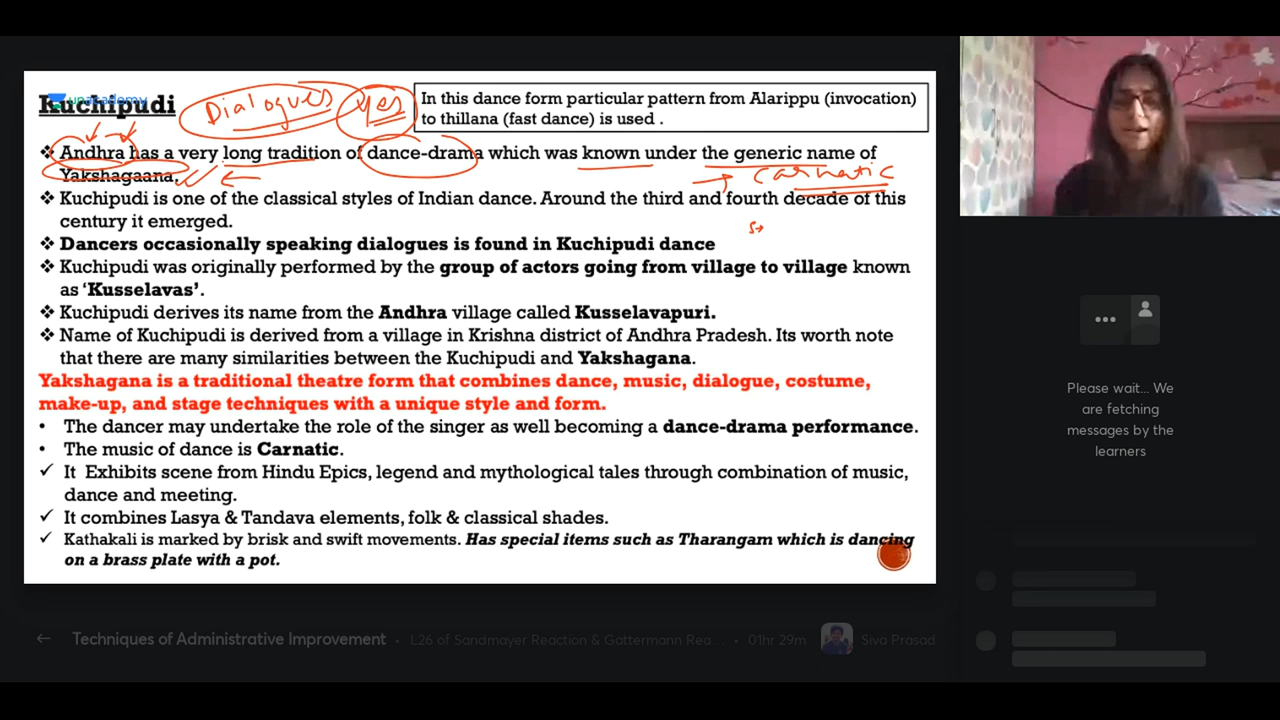 Kuchipudi
unacademy
Dialogues Yes
In this dance form particular pattern from Alarippu (invocation)
to thillana (fast dance) is used .
❖ Andhra has a very long tradition of dance-drama which was known under the generic name of
Yakshagaana.
Carnatic
❖ Kuchipudi is one of the classical styles of Indian dance. Around the third and fourth decade of this
century it emerged.
❖ Dancers occasionally speaking dialogues is found in Kuchipudi dance
❖ Kuchipudi was originally performed by the group of actors going from village to village known
as ‘Kusselavas’.
❖ Kuchipudi derives its name from the Andhra village called Kusselavapuri.
❖ Name of Kuchipudi is derived from a village in Krishna district of Andhra Pradesh. Its worth note
that there are many similarities between the Kuchipudi and Yakshagana.
Yakshagana is a traditional theatre form that combines dance, music, dialogue, costume,
make-up, and stage techniques with a unique style and form.
• The dancer may undertake the role of the singer as well becoming a dance-drama performance.
• The music of dance is Carnatic.
✓ It Exhibits scene from Hindu Epics, legend and mythological tales through combination of music,
dance and meeting.
✓ It combines Lasya & Tandava elements, folk & classical shades.
✓ Kathakali is marked by brisk and swift movements. Has special items such as Tharangam which is dancing
on a brass plate with a pot.
Please wait... We
are fetching
messages by the
learners
Techniques of Administrative Improvement • L26 of Sandmayer Reaction & Gattermann Rea... • 01hr 29m Siva Prasad